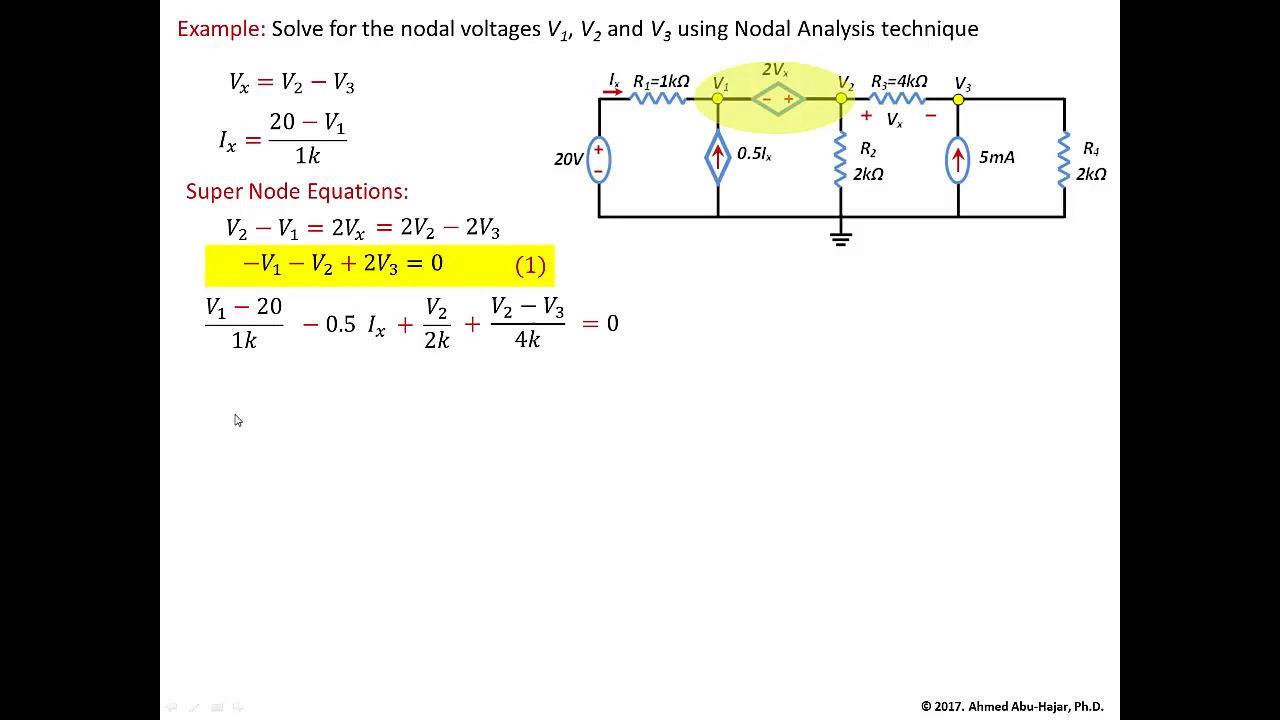 Example: Solve for the nodal voltages V₁, V₂ and V₃ using Nodal Analysis technique
Vₓ = V₂ − V₃
Iₓ = (20 − V₁)/1k
Super Node Equations:
V₂ − V₁ = 2Vₓ = 2V₂ − 2V₃
−V₁ − V₂ + 2V₃ = 0 (1)
(V₁ − 20)/1k − 0.5 Iₓ + V₂/2k + (V₂ − V₃)/4k = 0
2Vₓ
Iₓ R₁=1kΩ V₁ − + V₂ R₃=4kΩ V₃
+ Vₓ −
20V + − 0.5Iₓ R₂ 2kΩ 5mA R₄ 2kΩ
© 2017. Ahmed Abu-Hajar, Ph.D.